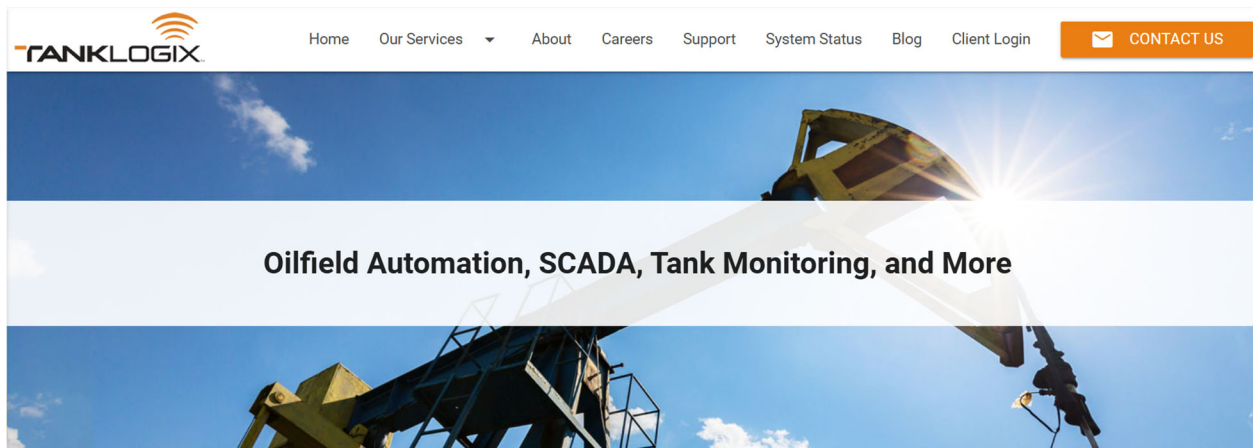 TANKLOGIX
Home Our Services About Careers Support System Status Blog Client Login CONTACT US
Oilfield Automation, SCADA, Tank Monitoring, and More